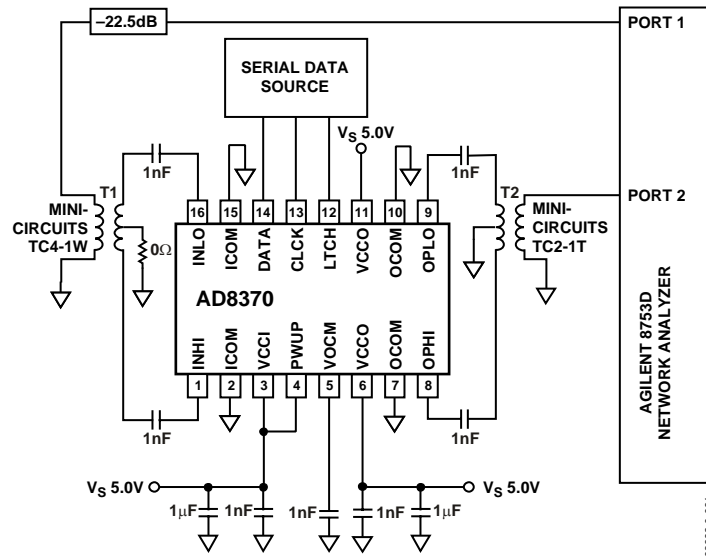 –22.5dB
PORT 1
SERIAL DATA
SOURCE
VS 5.0V
1nF
1nF
T1
T2
PORT 2
MINI-
CIRCUITS
TC4-1W
0Ω
MINI-
CIRCUITS
TC2-1T
16 15 14 13 12 11 10 9
INLO ICOM DATA CLCK LTCH VCCO OCOM OPLO
AD8370
INHI ICOM VCCI PWUP VOCM VCCO OCOM OPHI
1 2 3 4 5 6 7 8
1nF
1nF
AGILENT 8753D
NETWORK ANALYZER
VS 5.0V
VS 5.0V
1μF 1nF 1nF 1nF 1μF